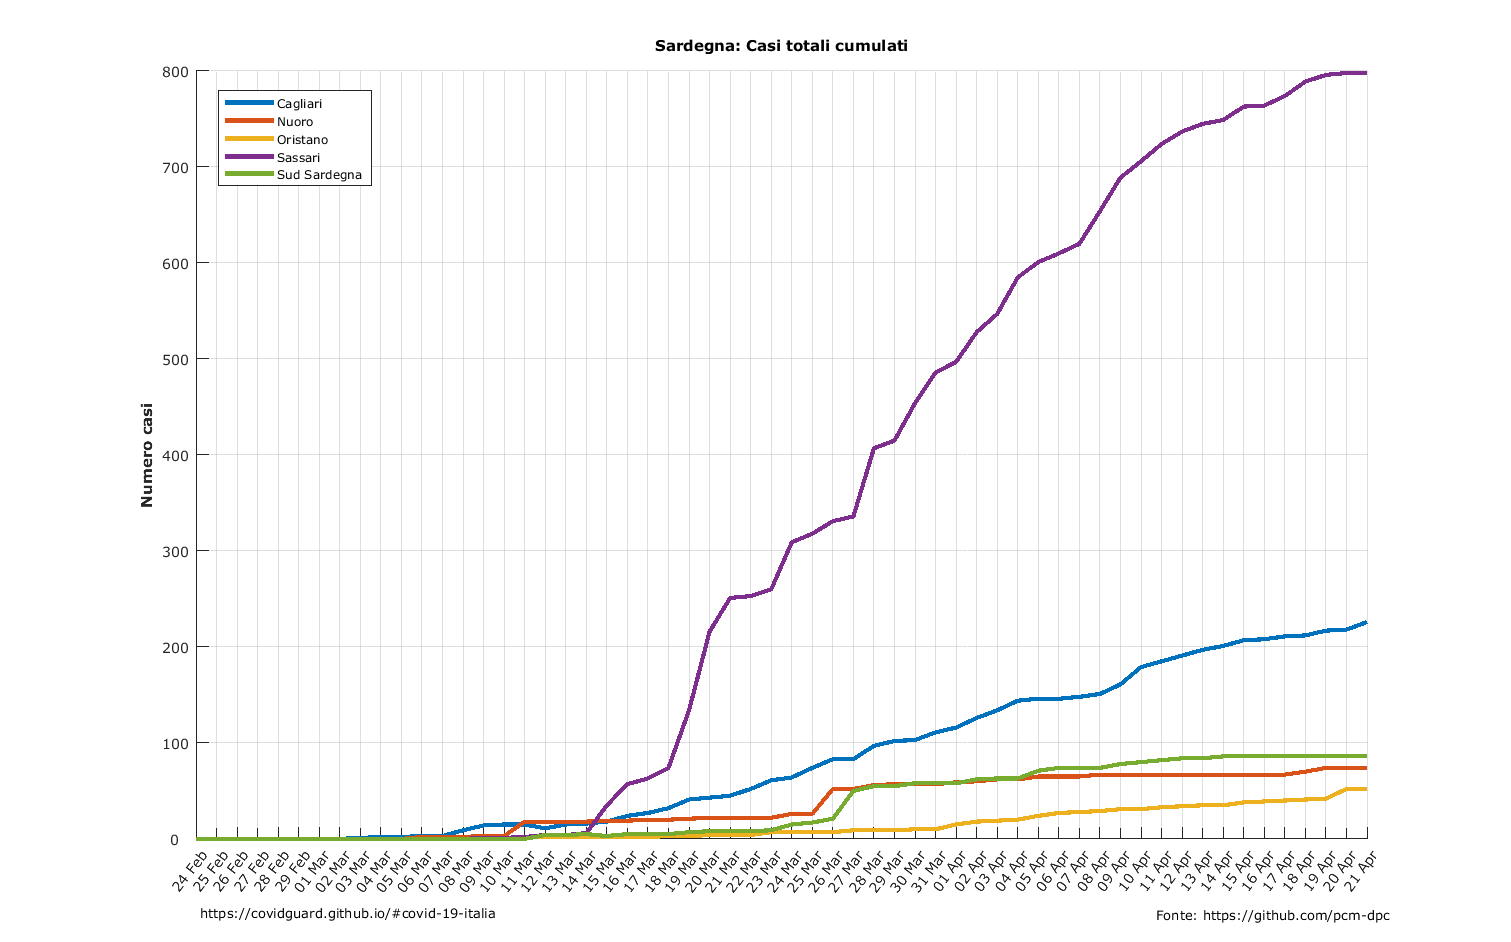 Sardegna: Casi totali cumulati
Numero casi
800
700
600
500
400
300
200
100
0
Cagliari
Nuoro
Oristano
Sassari
Sud Sardegna
24 Feb
25 Feb
26 Feb
27 Feb
28 Feb
29 Feb
01 Mar
02 Mar
03 Mar
04 Mar
05 Mar
06 Mar
07 Mar
08 Mar
09 Mar
10 Mar
11 Mar
12 Mar
13 Mar
14 Mar
15 Mar
16 Mar
17 Mar
18 Mar
19 Mar
20 Mar
21 Mar
22 Mar
23 Mar
24 Mar
25 Mar
26 Mar
27 Mar
28 Mar
29 Mar
30 Mar
31 Mar
01 Apr
02 Apr
03 Apr
04 Apr
05 Apr
06 Apr
07 Apr
08 Apr
09 Apr
10 Apr
11 Apr
12 Apr
13 Apr
14 Apr
15 Apr
16 Apr
17 Apr
18 Apr
19 Apr
20 Apr
21 Apr
https://covidguard.github.io/#covid-19-italia
Fonte: https://github.com/pcm-dpc